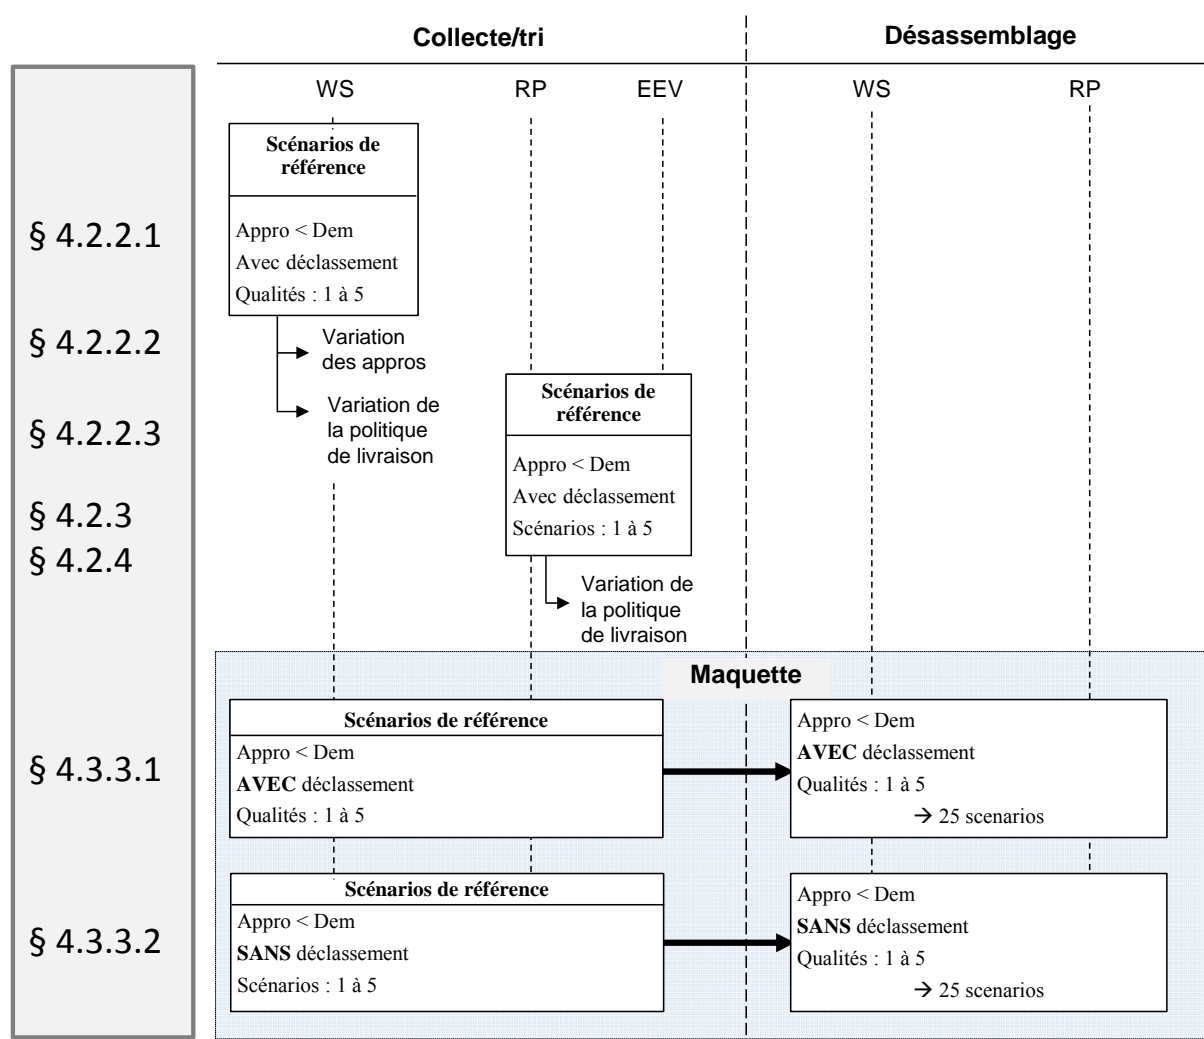 Collecte/tri
Désassemblage
WS
RP
EEV
WS
RP
§ 4.2.2.1
Scénarios de
référence
Appro < Dem
Avec déclassement
Qualités : 1 à 5
§ 4.2.2.2
Variation
des appros
§ 4.2.2.3
Variation de
la politique
de livraison
§ 4.2.3
§ 4.2.4
Scénarios de
référence
Appro < Dem
Avec déclassement
Scénarios : 1 à 5
Variation de
la politique
de livraison
Maquette
§ 4.3.3.1
Scénarios de référence
Appro < Dem
AVEC déclassement
Qualités : 1 à 5
Appro < Dem
AVEC déclassement
Qualités : 1 à 5
→ 25 scenarios
§ 4.3.3.2
Scénarios de référence
Appro < Dem
SANS déclassement
Scénarios : 1 à 5
Appro < Dem
SANS déclassement
Qualités : 1 à 5
→ 25 scenarios